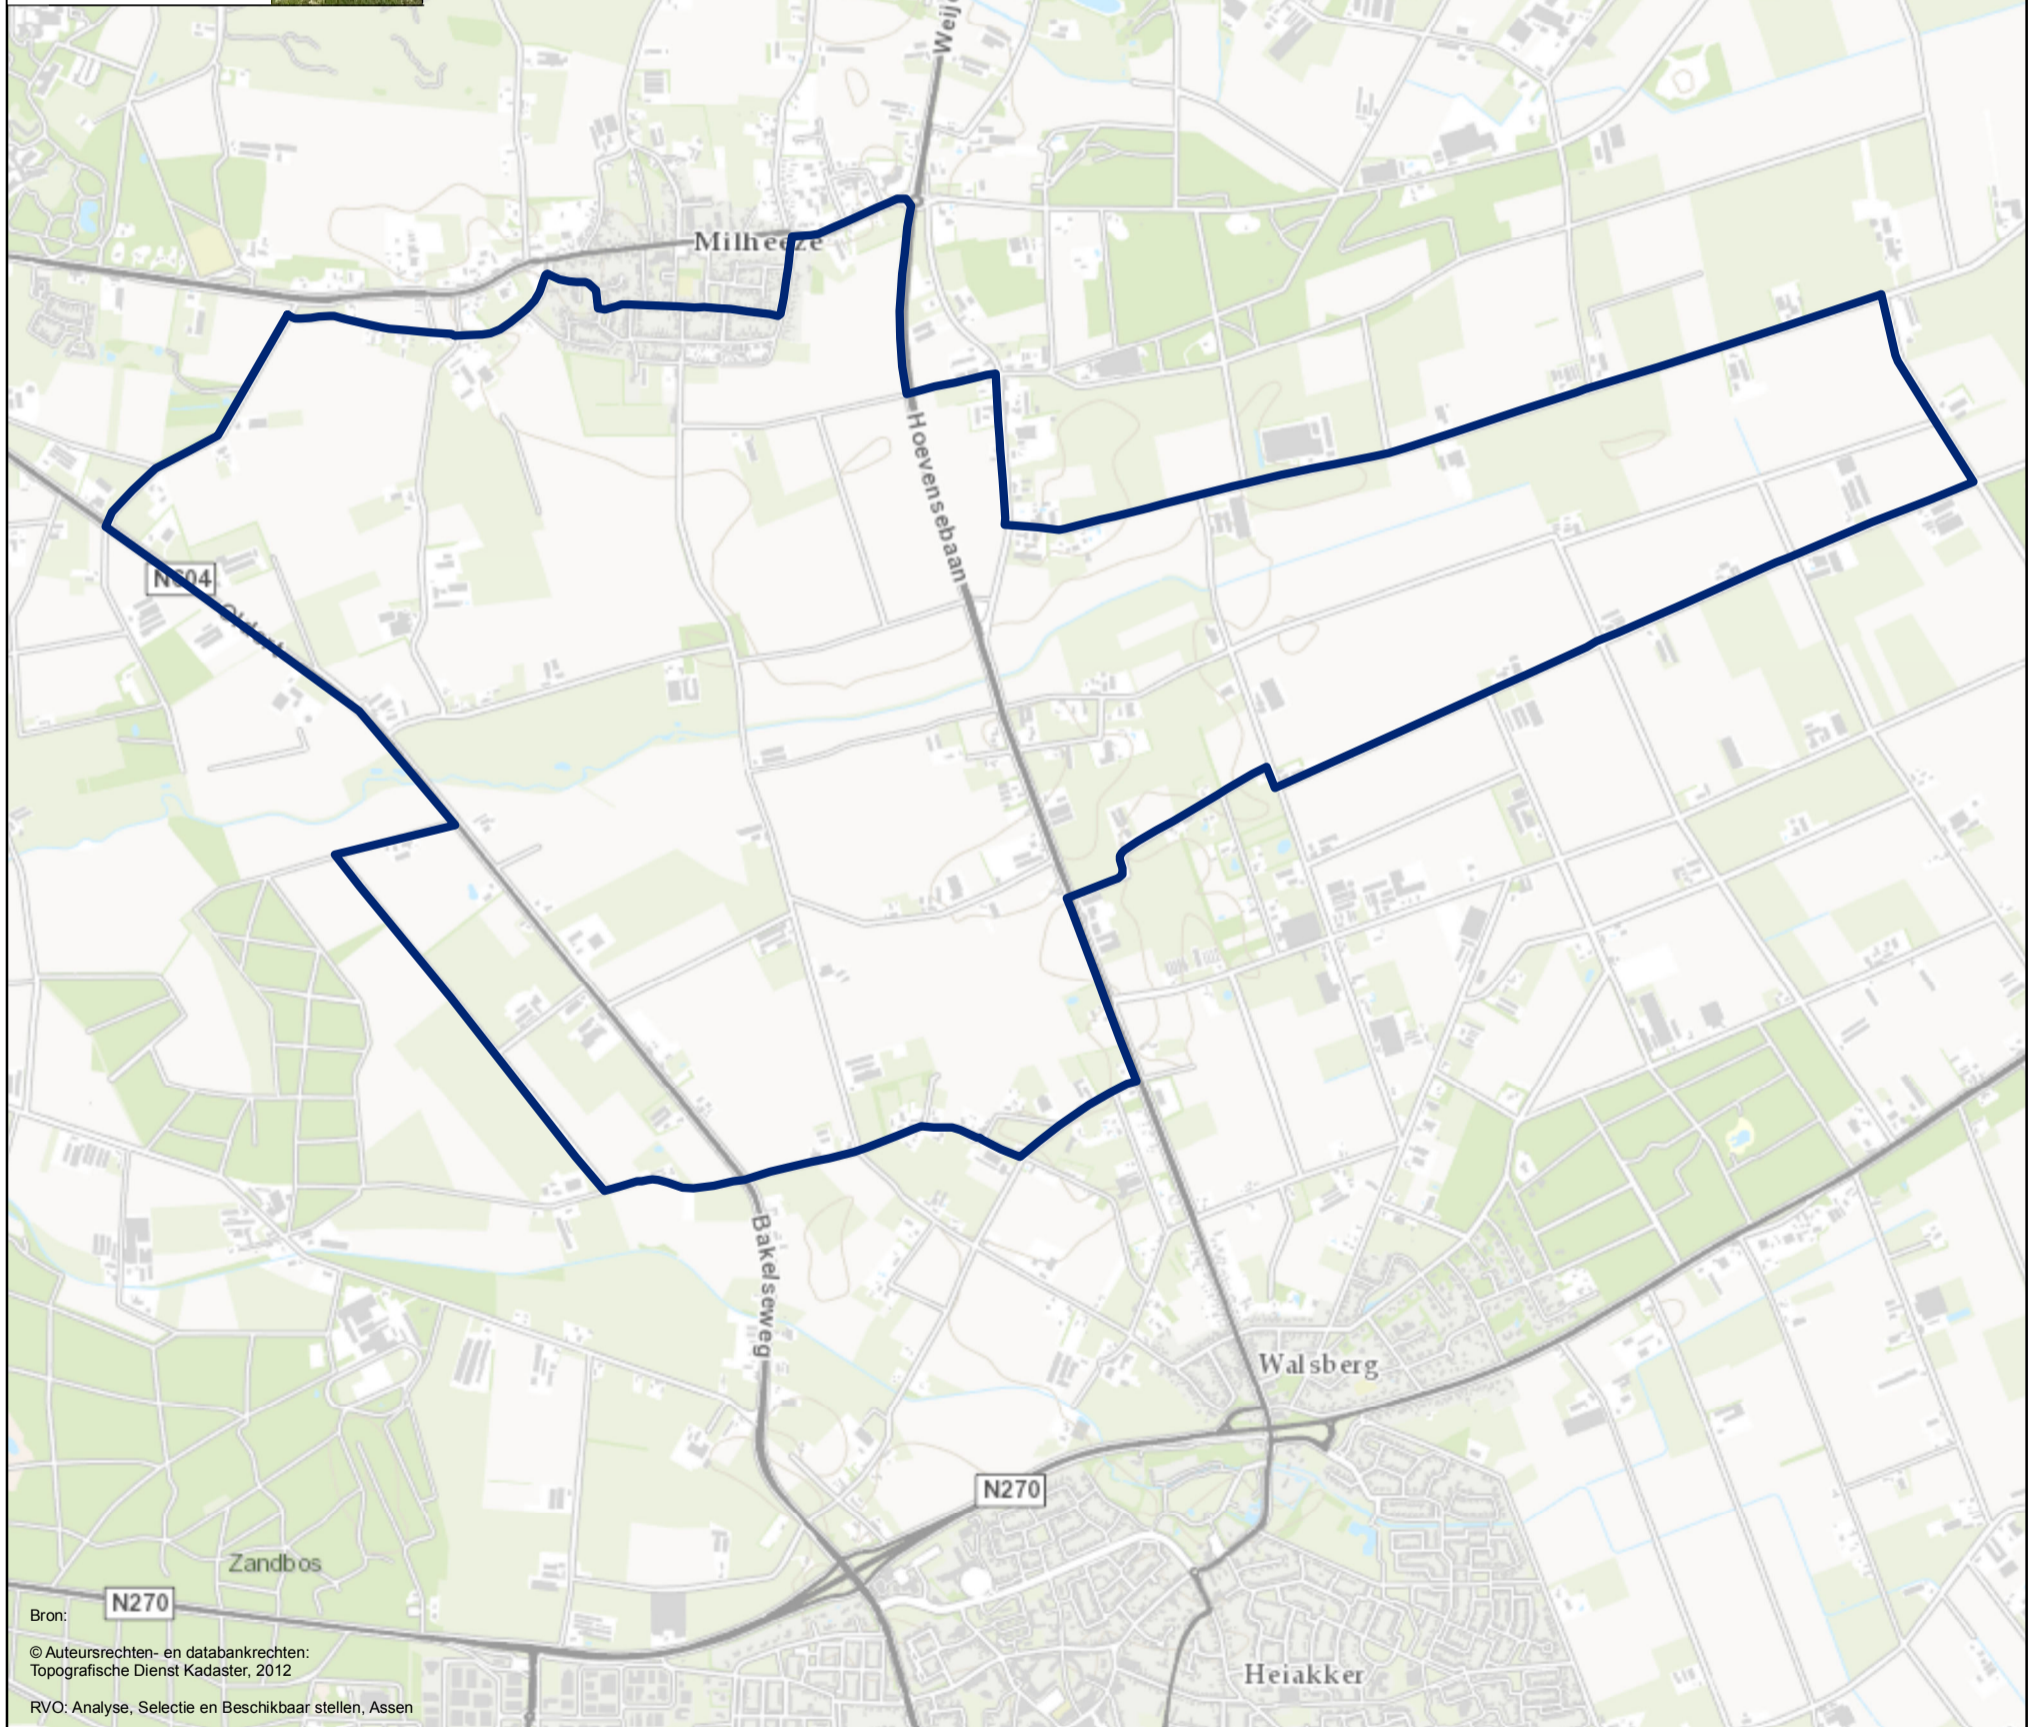 Milheeze
Hoevensebaan
N604
Bakelseweg
Walsberg
N270
Zandbos
N270
Heiakker
Bron:
© Auteursrechten- en databankrechten:
Topografische Dienst Kadaster, 2012
RVO: Analyse, Selectie en Beschikbaar stellen, Assen